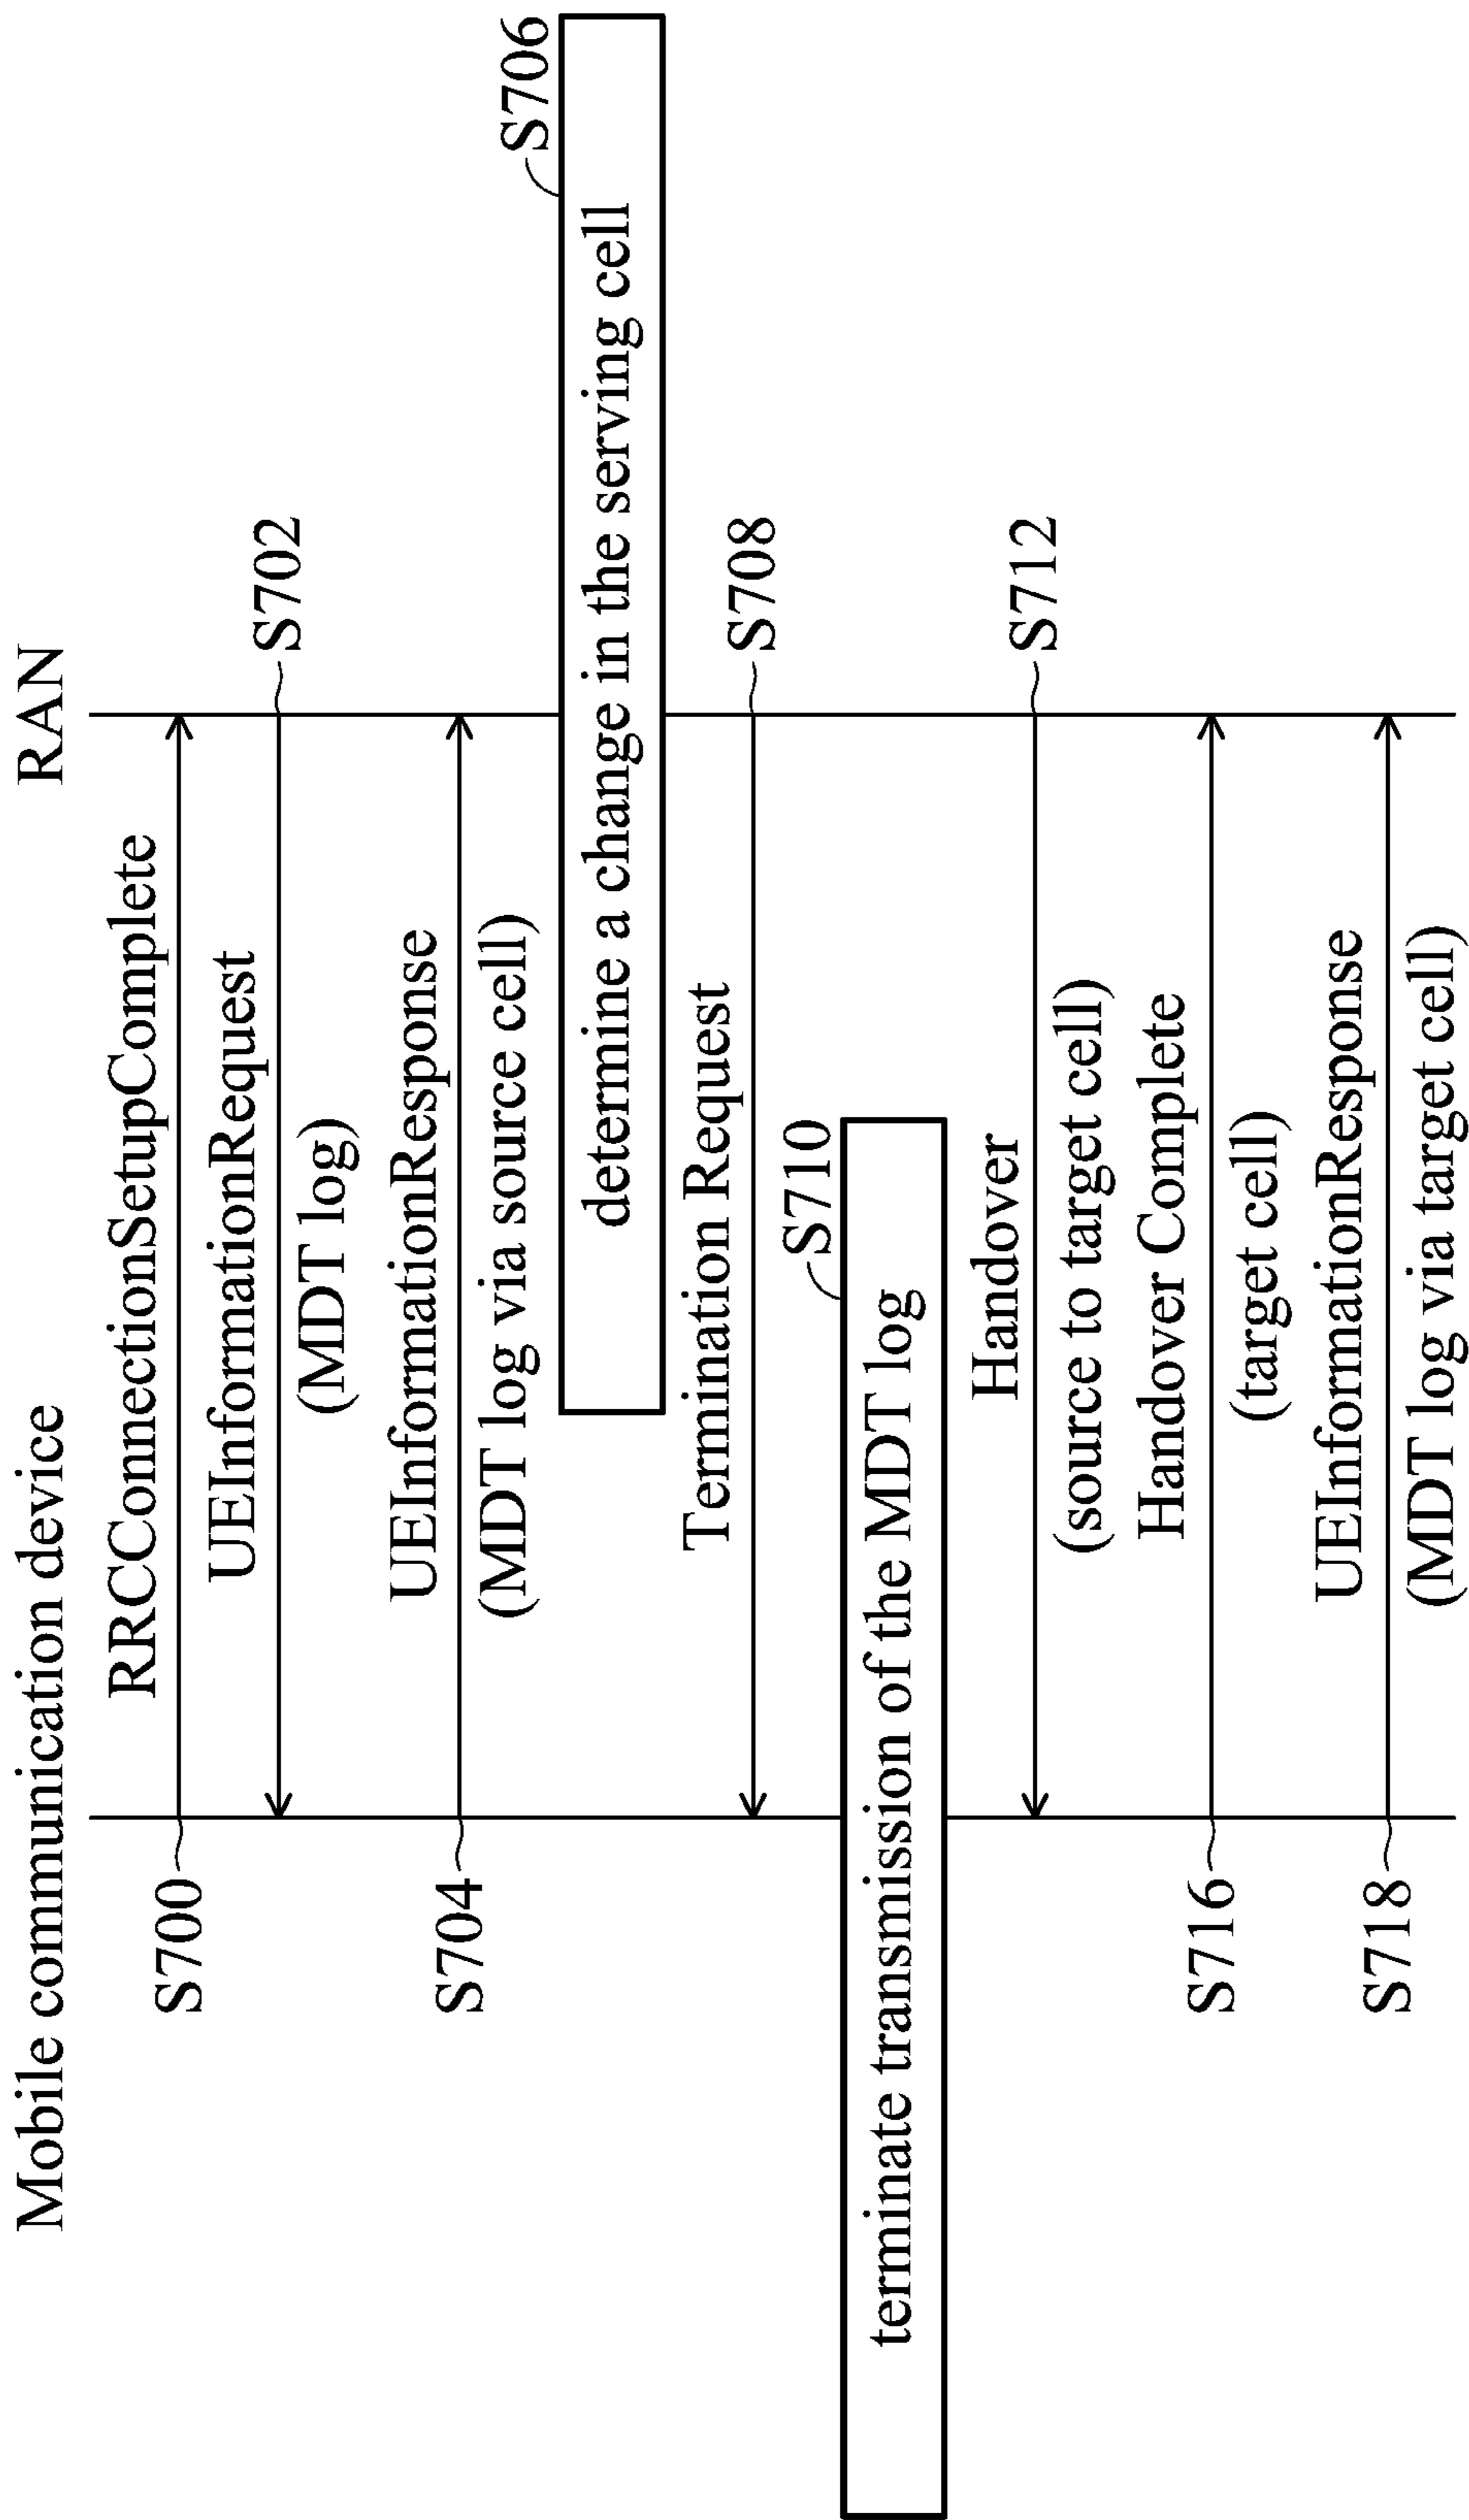 Mobile communication device
RAN
RRCConnectionSetupComplete
S700
UEInformationRequest
S702
(MDT log)
UEInformationResponse
S704
(MDT log via source cell)
S706
determine a change in the serving cell
Termination Request
S708
S710
terminate transmission of the MDT log
Handover
S712
(source to target cell)
Handover Complete
S716
(target cell)
UEInformationResponse
S718
(MDT log via target cell)